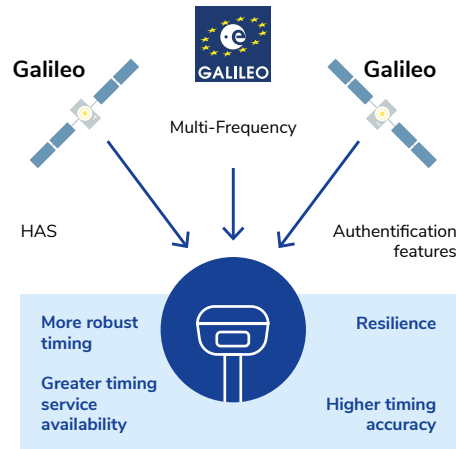 GALILEO
Galileo
Galileo
Multi-Frequency
HAS
Authentification
features
More robust
timing
Resilience
Greater timing
service
availability
Higher timing
accuracy